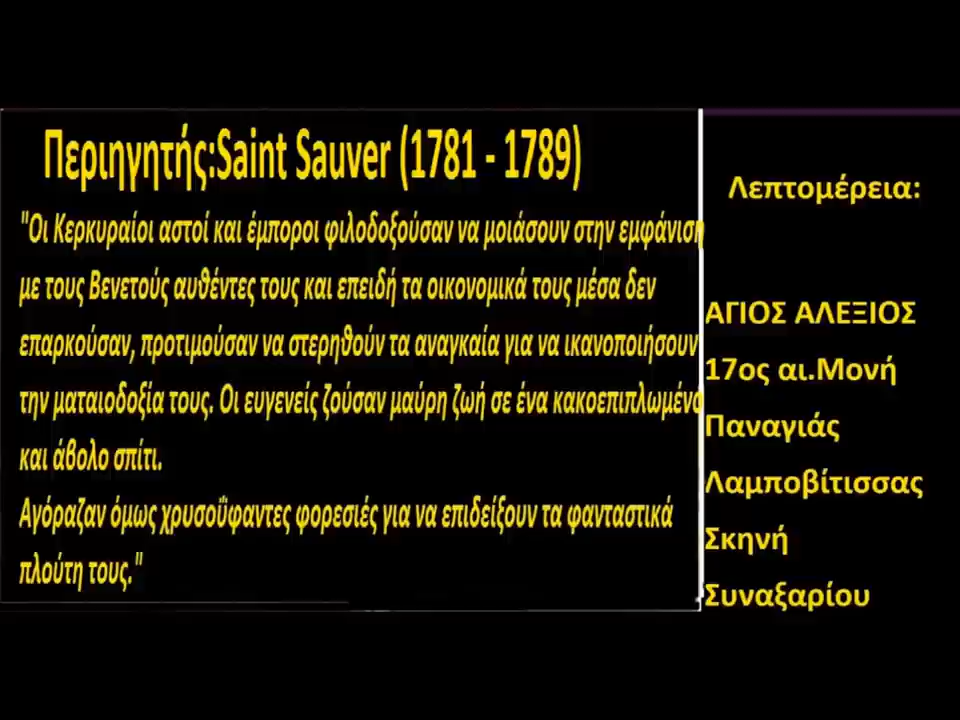 Περιηγητής:Saint Sauver (1781 - 1789)
"Οι Κερκυραίοι αστοί και έμποροι φιλοδοξούσαν να μοιάσουν στην εμφάνιση
με τους Βενετούς αυθέντες τους και επειδή τα οικονομικά τους μέσα δεν
επαρκούσαν, προτιμούσαν να στερηθούν τα αναγκαία για να ικανοποιήσουν
την ματαιοδοξία τους. Οι ευγενείς ζούσαν μαύρη ζωή σε ένα κακοεπιπλωμένο
και άβολο σπίτι.
Αγόραζαν όμως χρυσοΰφαντες φορεσιές για να επιδείξουν τα φανταστικά
πλούτη τους."
Λεπτομέρεια:
ΑΓΙΟΣ ΑΛΕΞΙΟΣ
17ος αι.Μονή
Παναγιάς
Λαμποβίτισσας
Σκηνή
Συναξαρίου